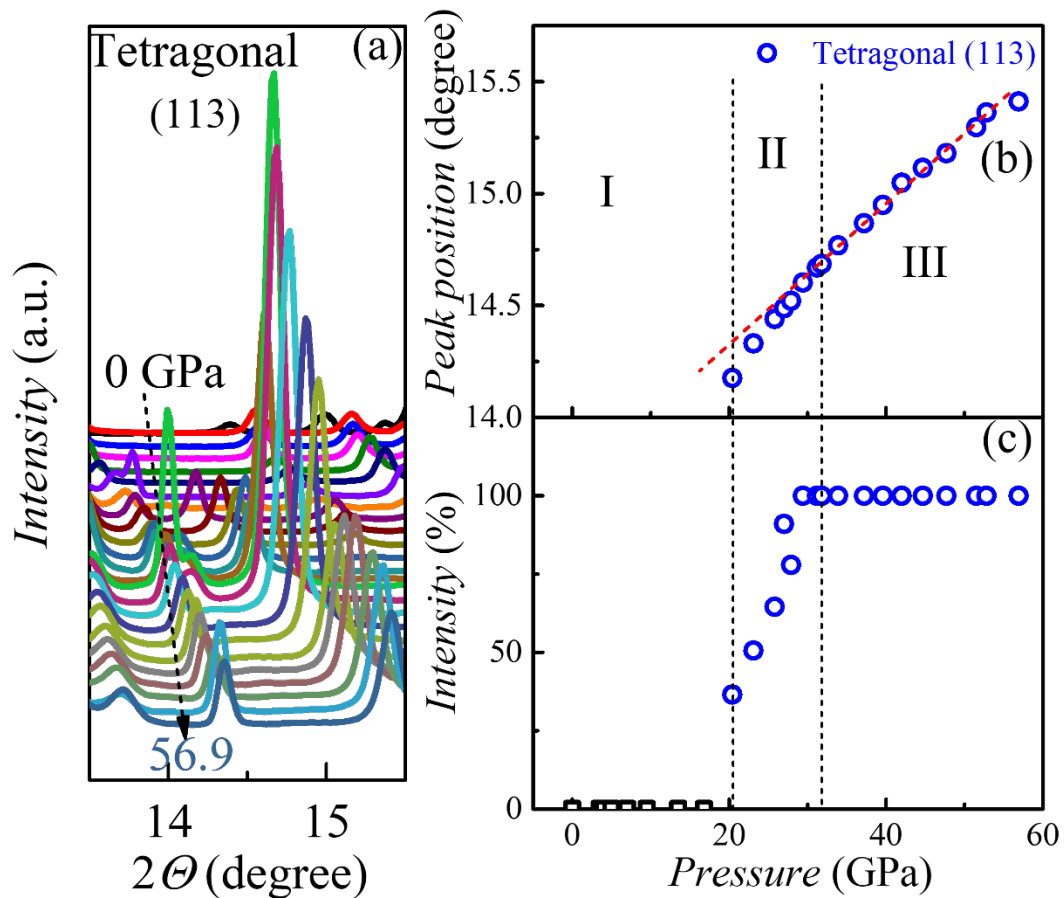 Tetragonal
(113)
(a)
0 GPa
56.9
Intensity (a.u.)
14
15
2Θ (degree)
Tetragonal (113)
15.5
15.0
14.5
14.0
Peak position (degree)
I
II
III
(b)
(c)
100
50
0
Intensity (%)
0
20
40
60
Pressure (GPa)